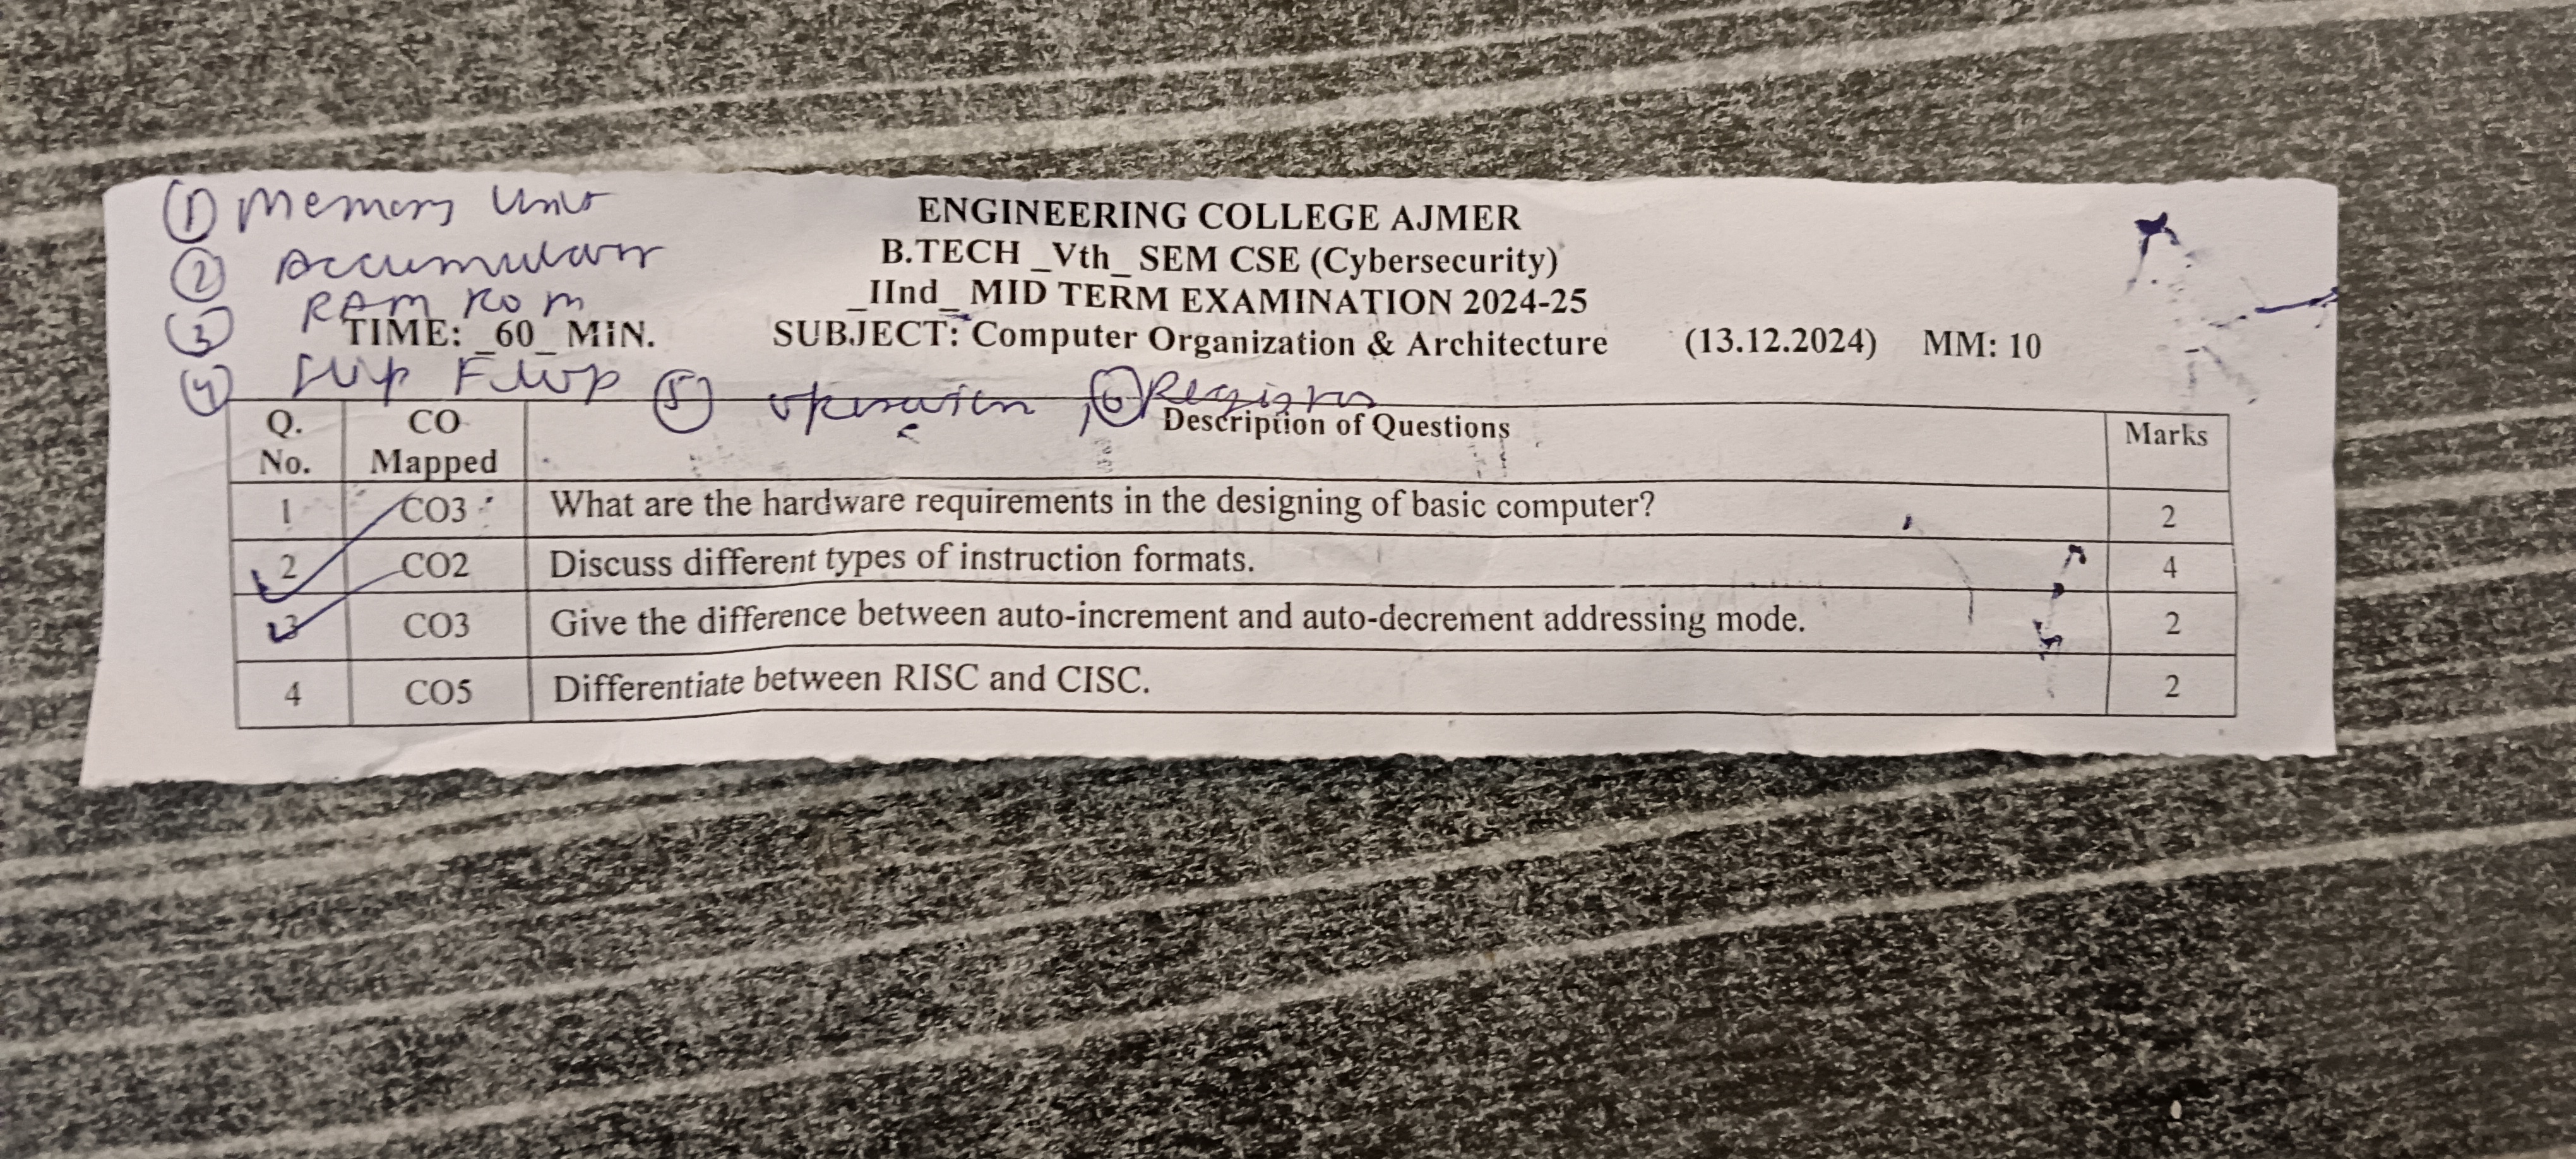 ① Memory Unit
② Accumulator
③ RAM ROM
ENGINEERING COLLEGE AJMER
B.TECH _Vth_ SEM CSE (Cybersecurity)
_IInd_ MID TERM EXAMINATION 2024-25
TIME: _60_ MiN. SUBJECT: Computer Organization & Architecture (13.12.2024) MM: 10
④ Flip Flop ⑤ operation , ⑥ Register
Q. No. CO Mapped Description of Questions Marks
1 CO3 What are the hardware requirements in the designing of basic computer? 2
2 CO2 Discuss different types of instruction formats. 4
3 CO3 Give the difference between auto-increment and auto-decrement addressing mode. 2
4 CO5 Differentiate between RISC and CISC. 2